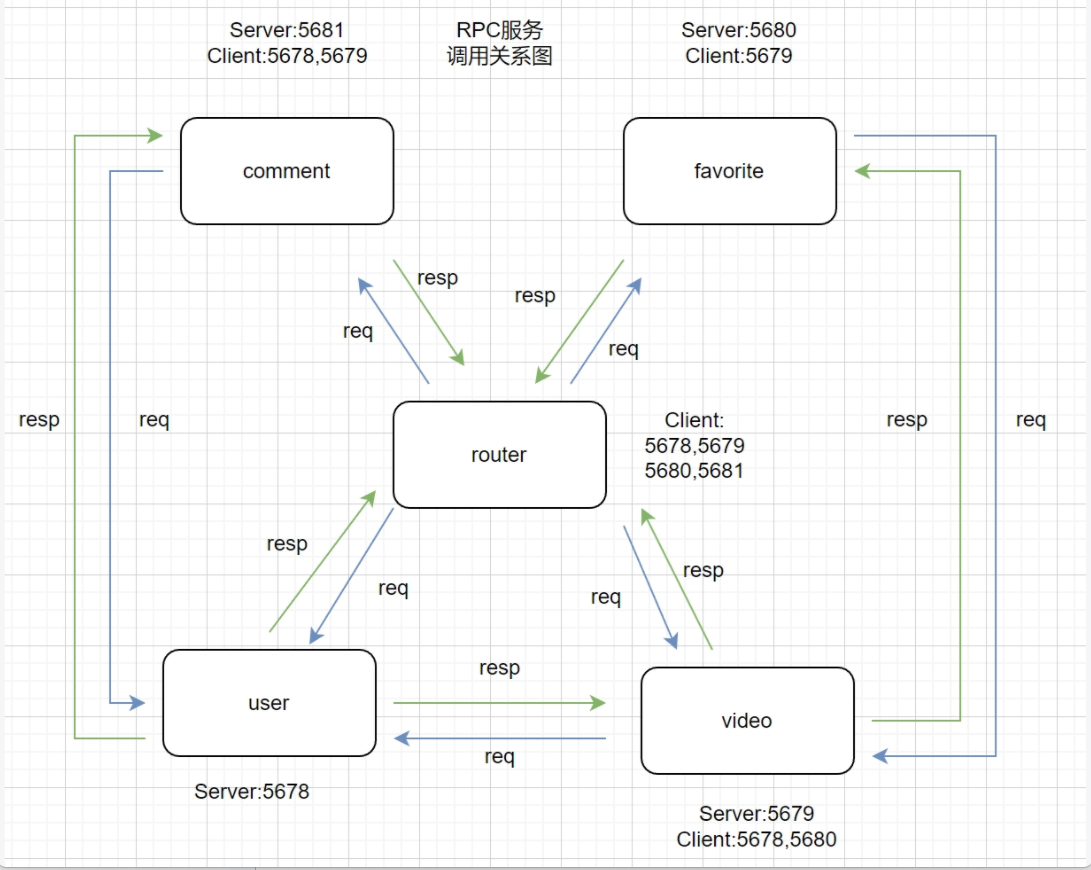 Server:5681
Client:5678,5679
RPC服务
调用关系图
Server:5680
Client:5679
comment
favorite
resp
resp
req
req
resp
req
router
Client:
5678,5679
5680,5681
resp
req
resp
req
resp
req
user
resp
req
video
Server:5678
Server:5679
Client:5678,5680